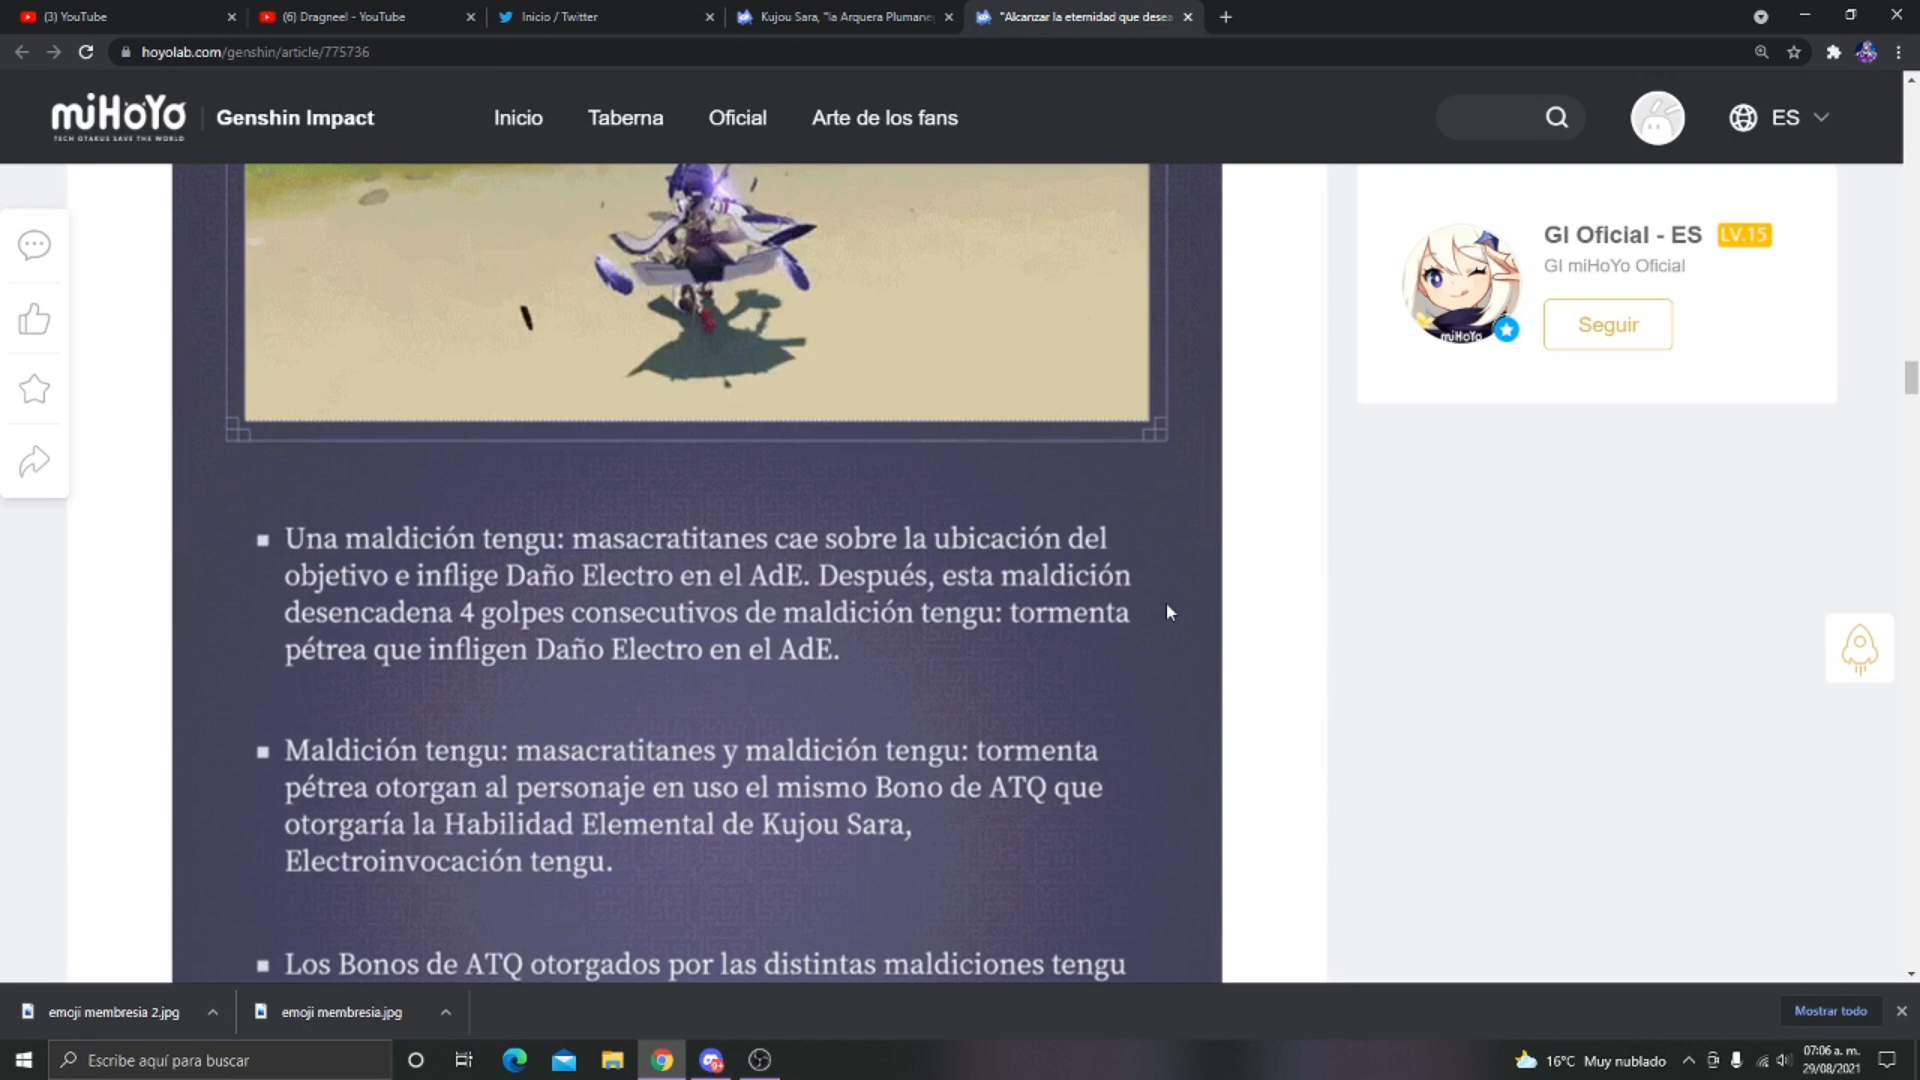 (3) YouTube
(6) Dragneel - YouTube
Inicio / Twitter
Kujou Sara, "la Arquera Plumane
"Alcanzar la eternidad que desea
hoyolab.com/genshin/article/775736
miHoYo
TECH OTAKUS SAVE THE WORLD
Genshin Impact
Inicio
Taberna
Oficial
Arte de los fans
ES
GI Oficial - ES
LV.15
GI miHoYo Oficial
miHoYo
Seguir
Una maldición tengu: masacratitanes cae sobre la ubicación del
objetivo e inflige Daño Electro en el AdE. Después, esta maldición
desencadena 4 golpes consecutivos de maldición tengu: tormenta
pétrea que infligen Daño Electro en el AdE.
Maldición tengu: masacratitanes y maldición tengu: tormenta
pétrea otorgan al personaje en uso el mismo Bono de ATQ que
otorgaría la Habilidad Elemental de Kujou Sara,
Electroinvocación tengu.
Los Bonos de ATQ otorgados por las distintas maldiciones tengu
emoji membresia 2.jpg
emoji membresia.jpg
Mostrar todo
Escribe aquí para buscar
16°C Muy nublado
07:06 a. m.
29/08/2021